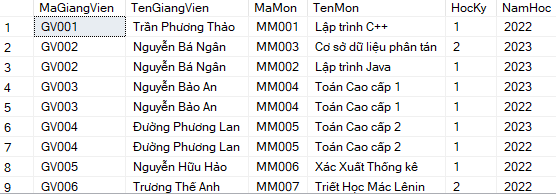 MaGiangVien TenGiangVien MaMon TenMon HocKy NamHoc
1 GV001 Trần Phương Thảo MM001 Lập trình C++ 1 2022
2 GV002 Nguyễn Bá Ngân MM003 Cơ sở dữ liệu phân tán 2 2023
3 GV002 Nguyễn Bá Ngân MM002 Lập trình Java 1 2023
4 GV003 Nguyễn Bảo An MM004 Toán Cao cấp 1 1 2023
5 GV003 Nguyễn Bảo An MM004 Toán Cao cấp 1 1 2022
6 GV004 Đường Phương Lan MM005 Toán Cao cấp 2 1 2023
7 GV004 Đường Phương Lan MM005 Toán Cao cấp 2 1 2022
8 GV005 Nguyễn Hữu Hảo MM006 Xác Xuất Thống kê 1 2022
9 GV006 Trương Thế Anh MM007 Triết Học Mác Lênin 2 2022